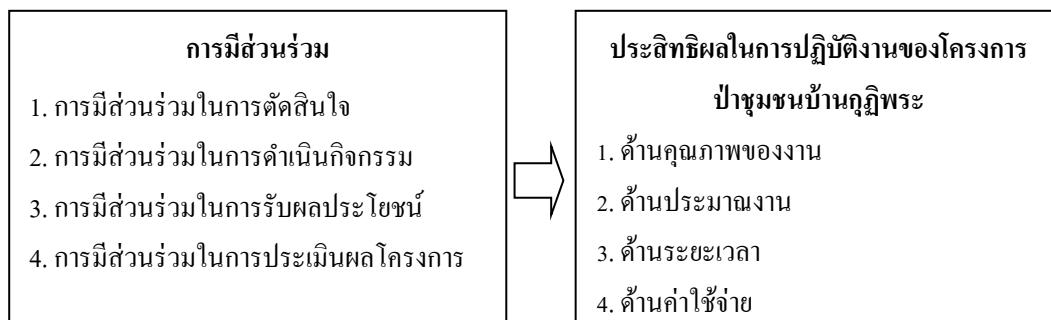 การมีส่วนร่วม
1. การมีส่วนร่วมในการตัดสินใจ
2. การมีส่วนร่วมในการดำเนินกิจกรรม
3. การมีส่วนร่วมในการรับผลประโยชน์
4. การมีส่วนร่วมในการประเมินผลโครงการ
ประสิทธิผลในการปฏิบัติงานของโครงการ
ป่าชุมชนบ้านกุฏิพระ
1. ด้านคุณภาพของงาน
2. ด้านประมาณงาน
3. ด้านระยะเวลา
4. ด้านค่าใช้จ่าย